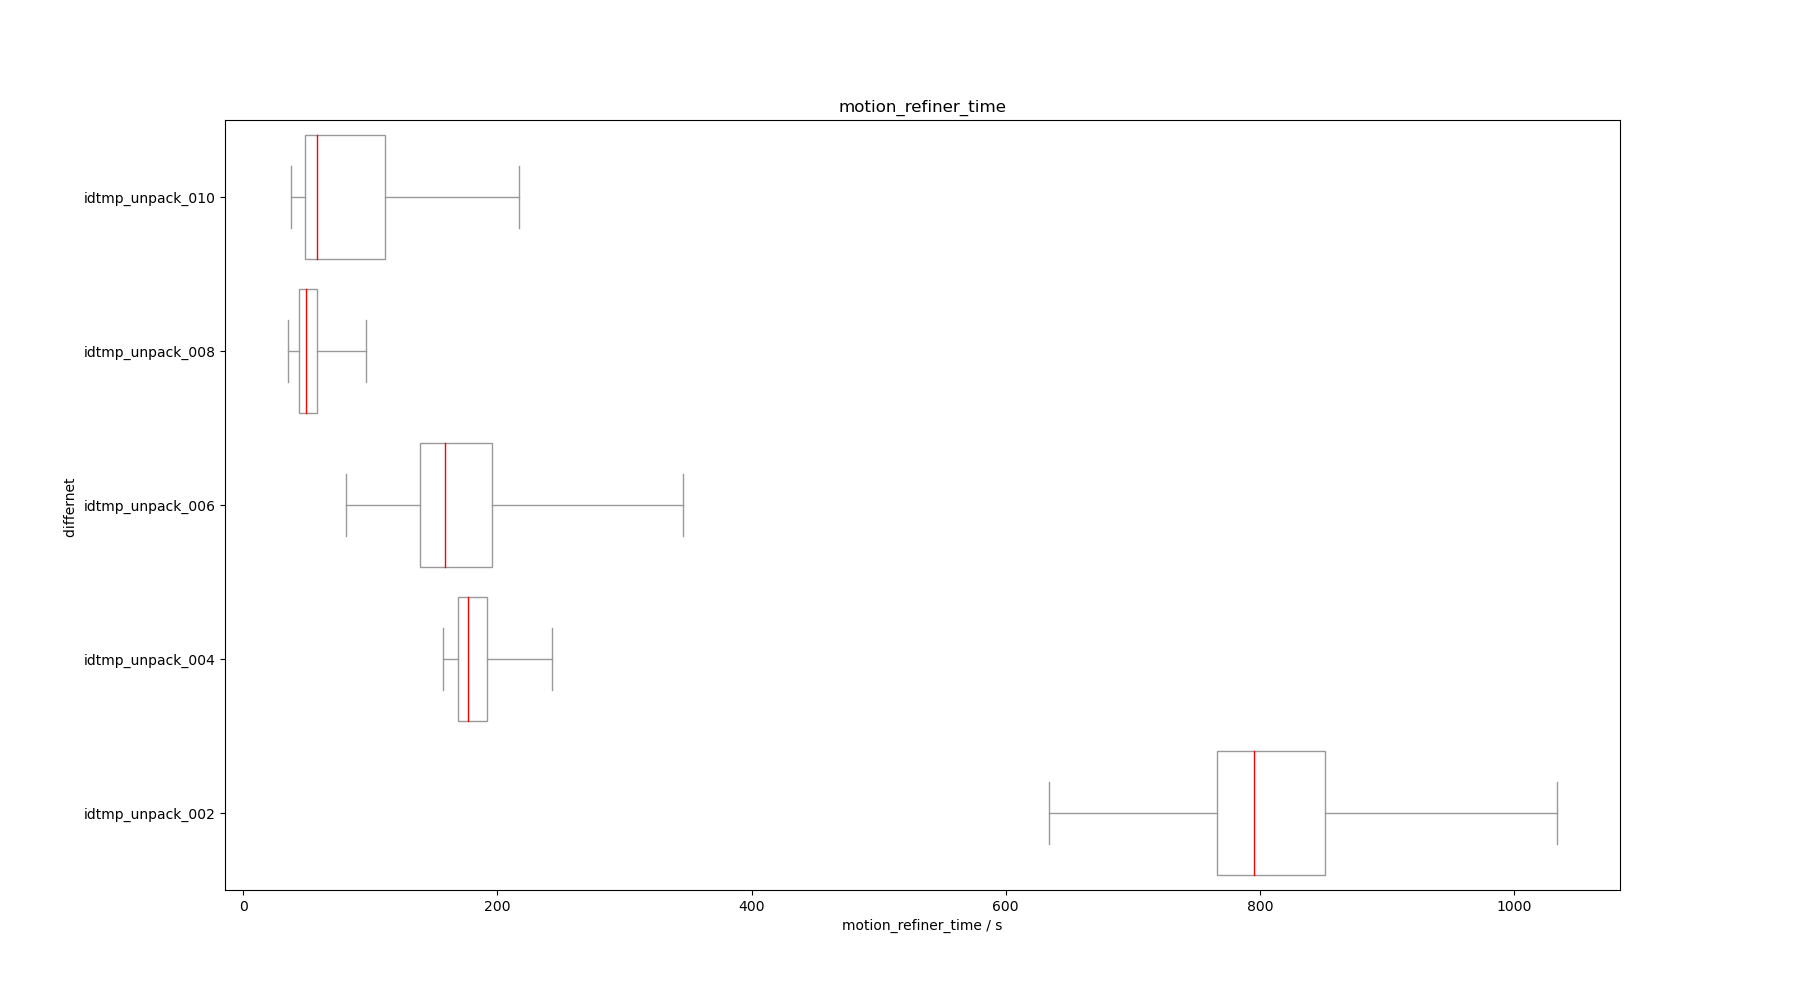 motion_refiner_time
idtmp_unpack_010
idtmp_unpack_008
idtmp_unpack_006
idtmp_unpack_004
idtmp_unpack_002
differnet
0 200 400 600 800 1000
motion_refiner_time / s